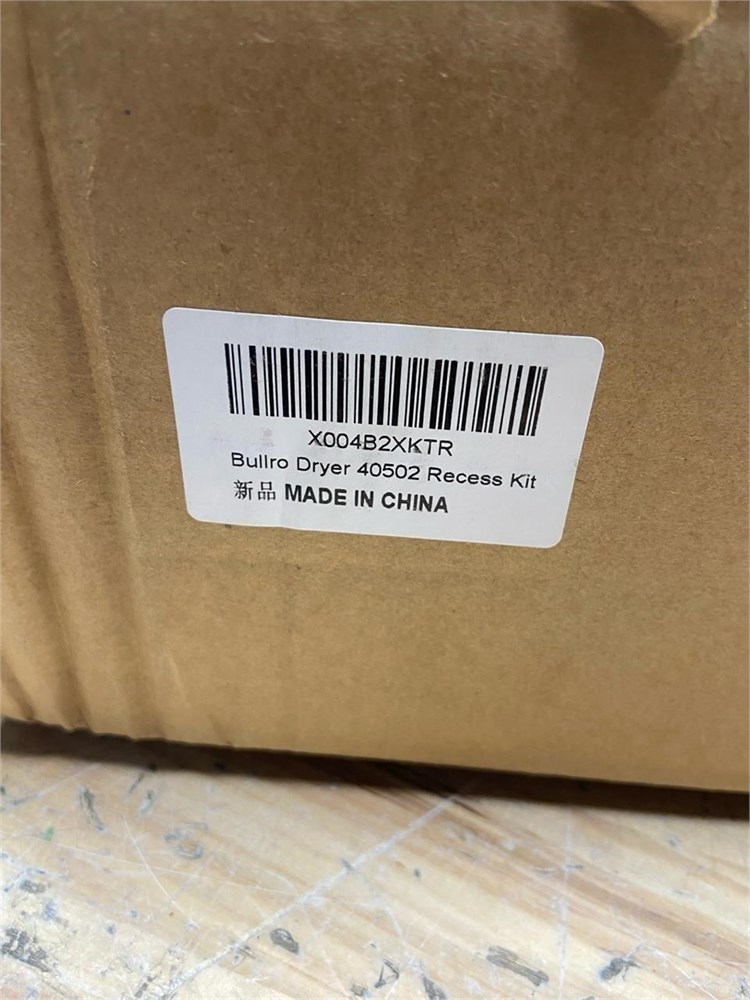 X004B2XKTR
Bullro Dryer 40502 Recess Kit
新品 MADE IN CHINA